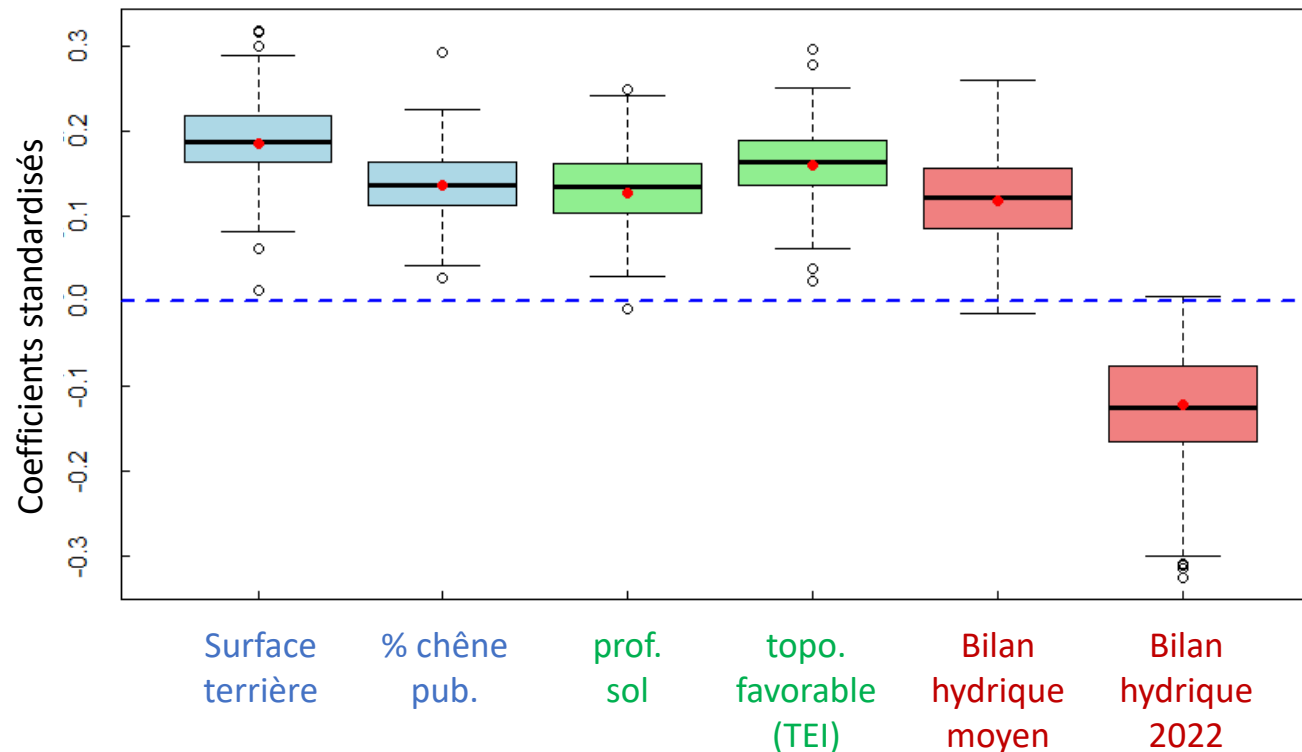 Coefficients standardisés
0.3
0.2
0.1
0.0
-0.1
-0.2
-0.3
Surface
terrière
% chêne
pub.
prof.
sol
topo.
favorable
(TEI)
Bilan
hydrique
moyen
Bilan
hydrique
2022